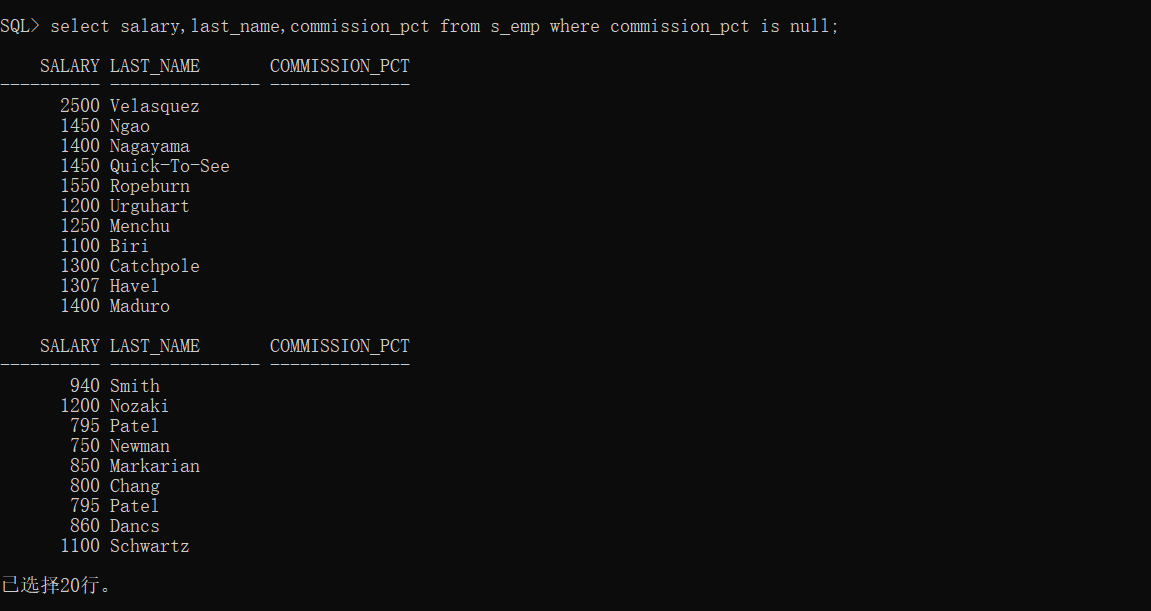 SQL> select salary,last_name,commission_pct from s_emp where commission_pct is null;
    SALARY LAST_NAME       COMMISSION_PCT
---------- --------------- --------------
      2500 Velasquez
      1450 Ngao
      1400 Nagayama
      1450 Quick-To-See
      1550 Ropeburn
      1200 Urguhart
      1250 Menchu
      1100 Biri
      1300 Catchpole
      1307 Havel
      1400 Maduro
    SALARY LAST_NAME       COMMISSION_PCT
---------- --------------- --------------
       940 Smith
      1200 Nozaki
       795 Patel
       750 Newman
       850 Markarian
       800 Chang
       795 Patel
       860 Dancs
      1100 Schwartz
已选择20行。